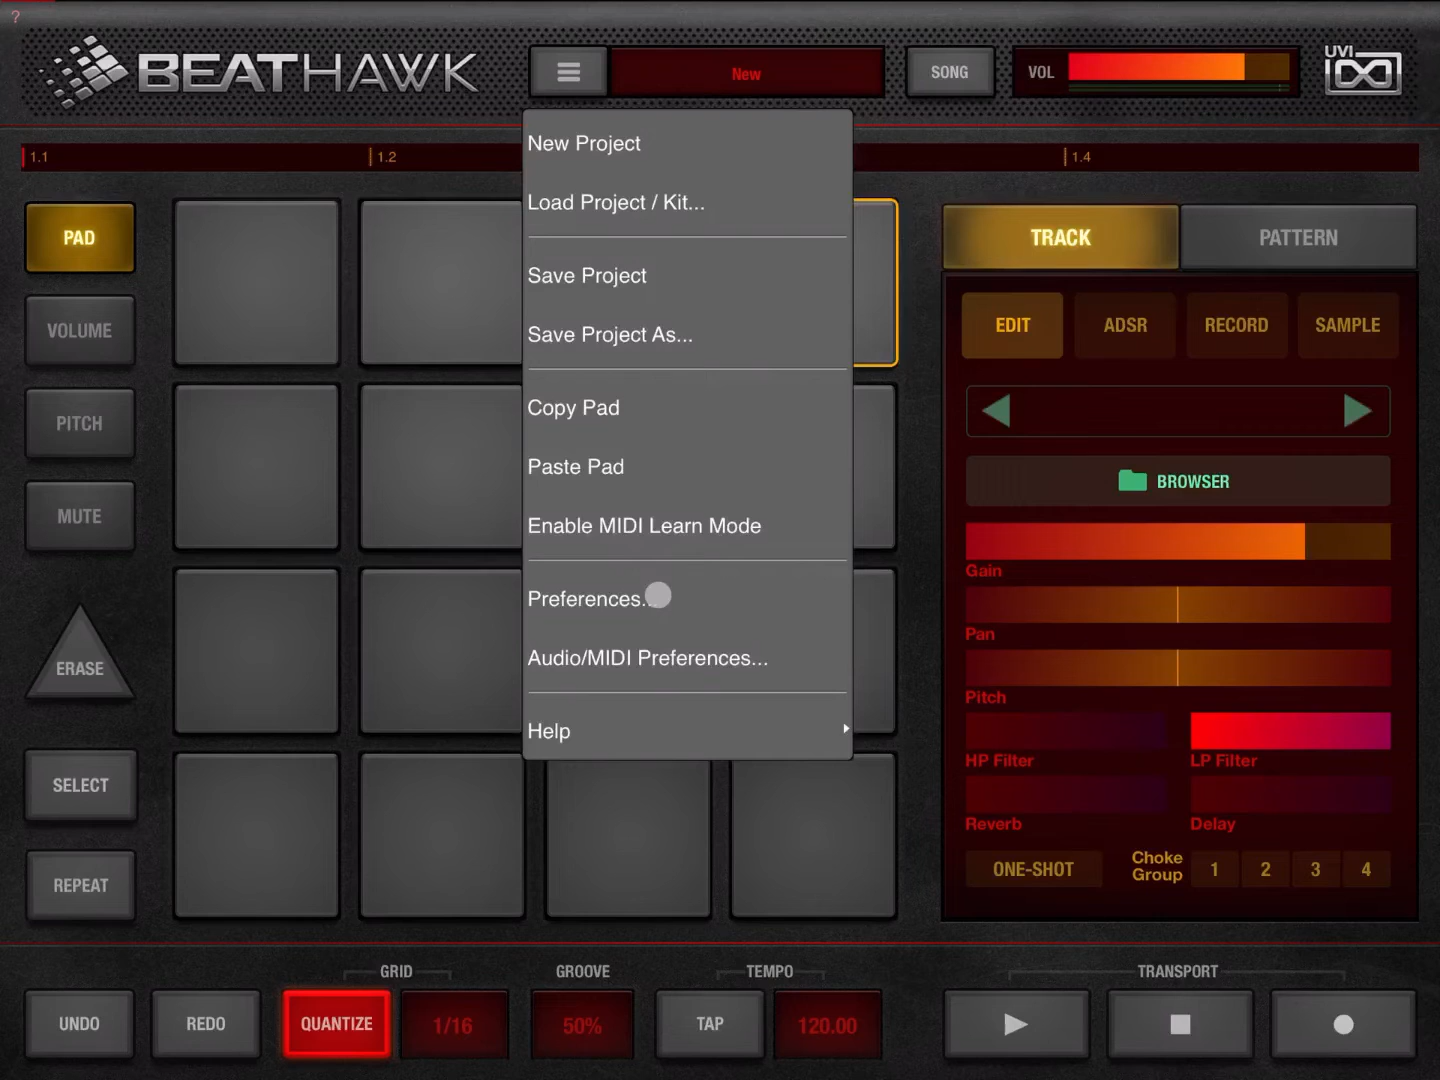 ?
BEATHAWK
New
SONG
VOL
UVI
1.1
1.2
1.4
New Project
Load Project / Kit...
Save Project
Save Project As...
Copy Pad
Paste Pad
Enable MIDI Learn Mode
Preferences...
Audio/MIDI Preferences...
Help
PAD
VOLUME
PITCH
MUTE
ERASE
SELECT
REPEAT
TRACK
PATTERN
EDIT
ADSR
RECORD
SAMPLE
BROWSER
Gain
Pan
Pitch
HP Filter
LP Filter
Reverb
Delay
ONE-SHOT
Choke
Group
1
2
3
4
GRID
GROOVE
TEMPO
TRANSPORT
UNDO
REDO
QUANTIZE
1/16
50%
TAP
120.00